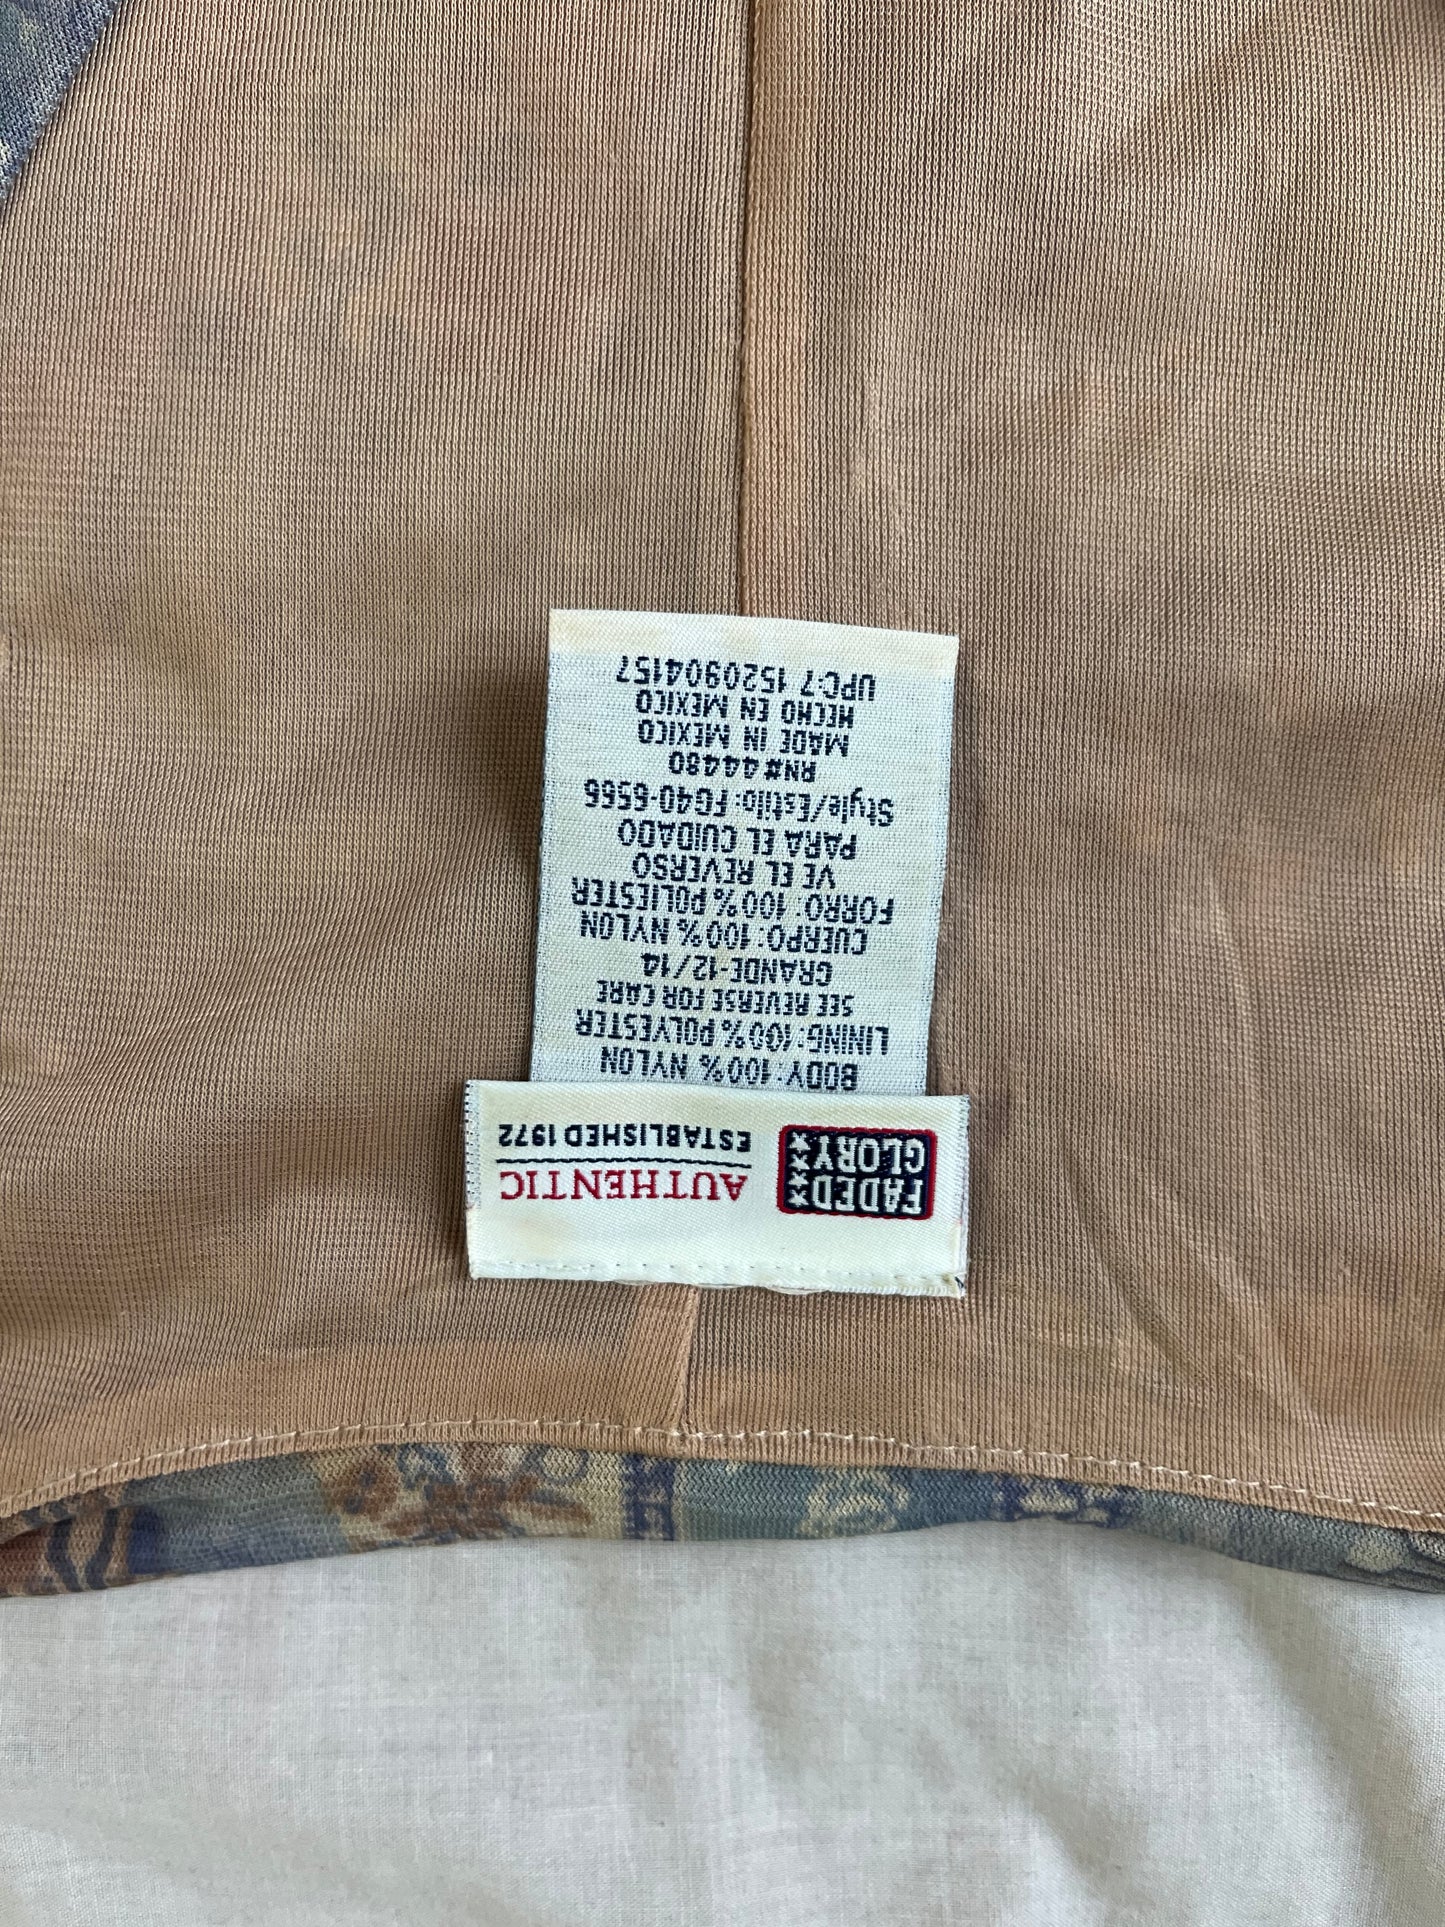 FADED
GLORY
AUTHENTIC
ESTABLISHED 1972
BODY: 100% NYLON
LINING: 100% POLYESTER
SEE REVERSE FOR CARE
GRANDE-12/14
CUERPO: 100% NYLON
FORRO: 100% POLIESTER
VE EL REVERSO
PARA EL CUIDADO
Style/Estilo: FG40-6566
RN# 44480
MADE IN MEXICO
HECHO EN MEXICO
UPC:7 1520904157